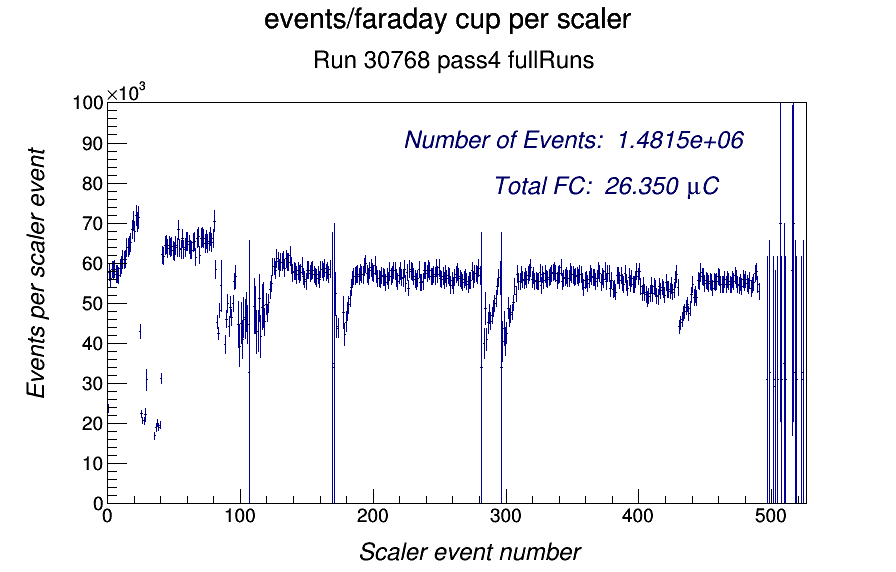 events/faraday cup per scaler
Run 30768 pass4 fullRuns
×10³
100
90
80
70
60
50
40
30
20
10
0
Events per scaler event
Number of Events: 1.4815e+06
Total FC: 26.350 μC
0 100 200 300 400 500
Scaler event number